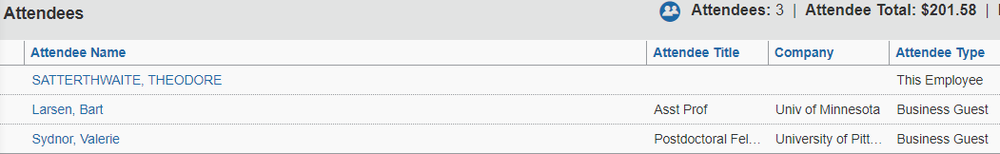 Attendees
Attendees: 3 | Attendee Total: $201.58 |
Attendee Name Attendee Title Company Attendee Type
SATTERTHWAITE, THEODORE This Employee
Larsen, Bart Asst Prof Univ of Minnesota Business Guest
Sydnor, Valerie Postdoctoral Fel... University of Pitt... Business Guest